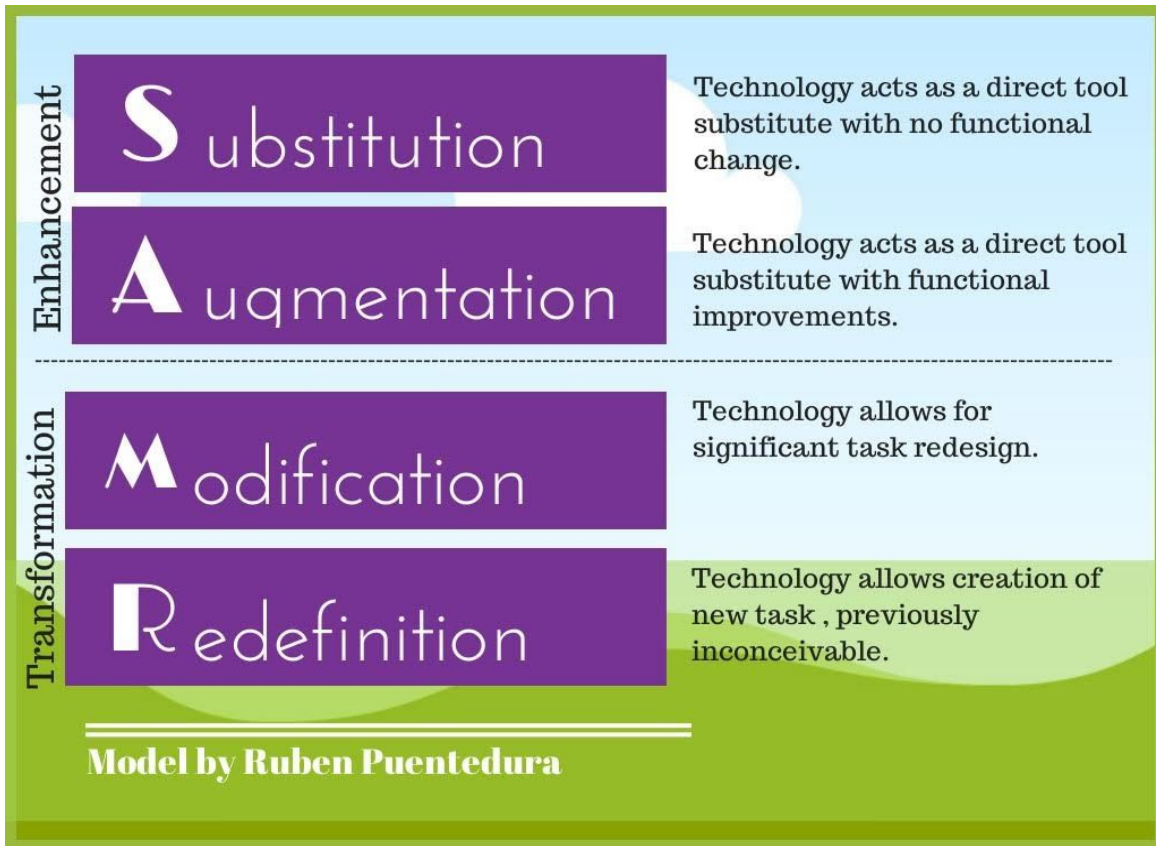 Enhancement
Substitution
Technology acts as a direct tool
substitute with no functional
change.
Augmentation
Technology acts as a direct tool
substitute with functional
improvements.
Transformation
Modification
Technology allows for
significant task redesign.
Redefinition
Technology allows creation of
new task , previously
inconceivable.
Model by Ruben Puentedura